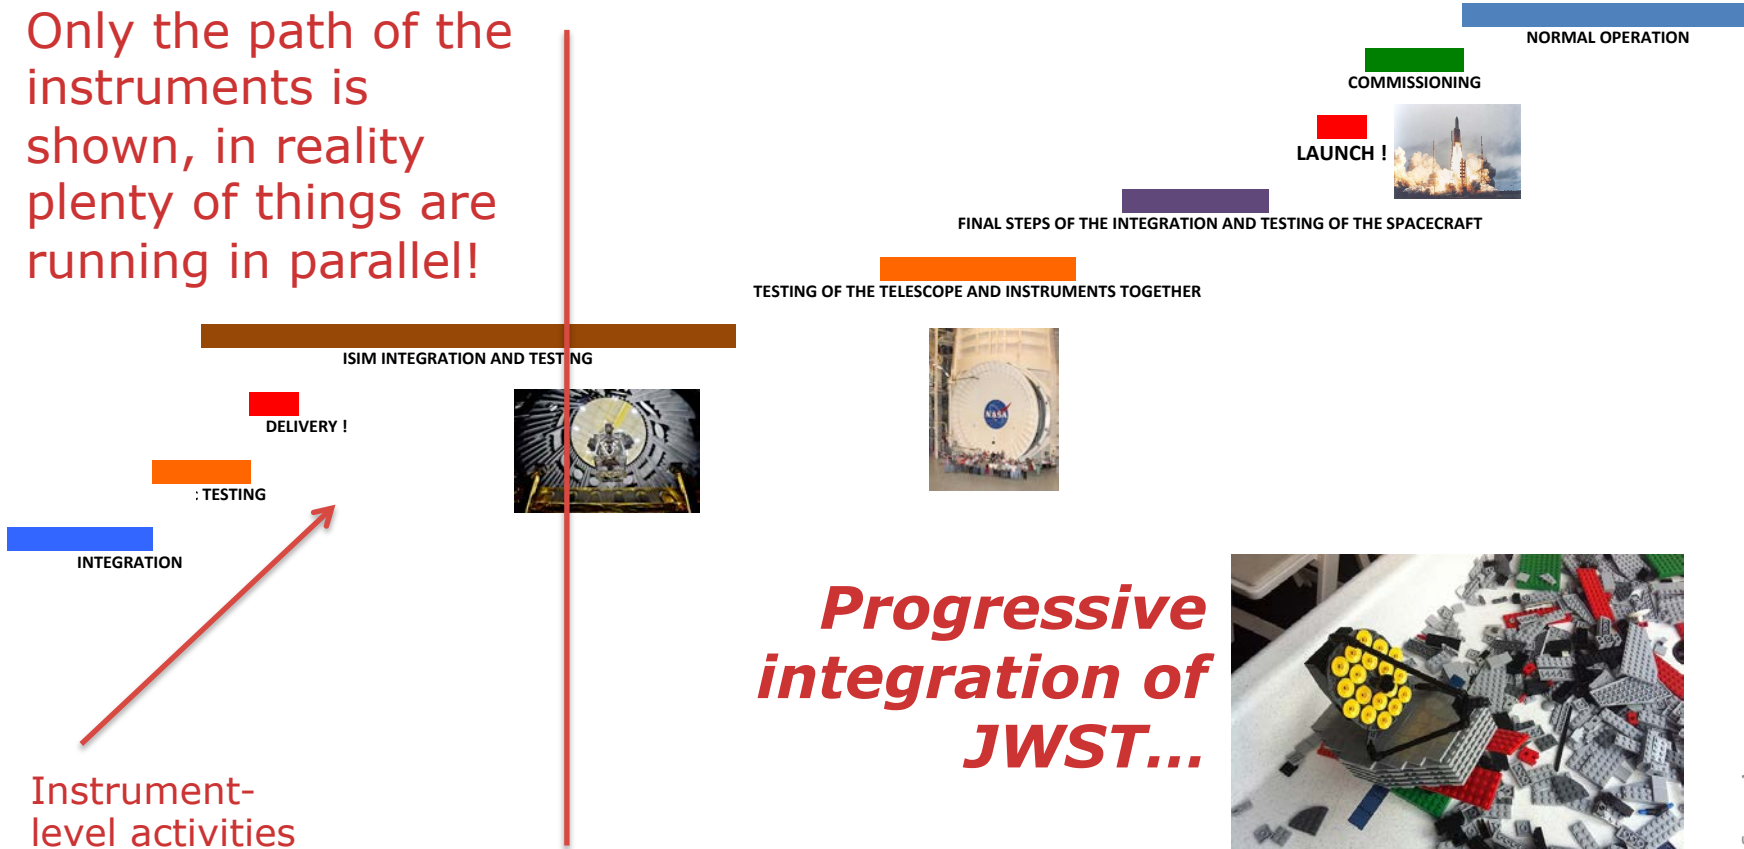 Only the path of the
instruments is
shown, in reality
plenty of things are
running in parallel!
NORMAL OPERATION
COMMISSIONING
LAUNCH !
FINAL STEPS OF THE INTEGRATION AND TESTING OF THE SPACECRAFT
TESTING OF THE TELESCOPE AND INSTRUMENTS TOGETHER
ISIM INTEGRATION AND TESTING
DELIVERY !
NASA
: TESTING
INTEGRATION
Progressive
integration of
JWST...
Instrument-
level activities